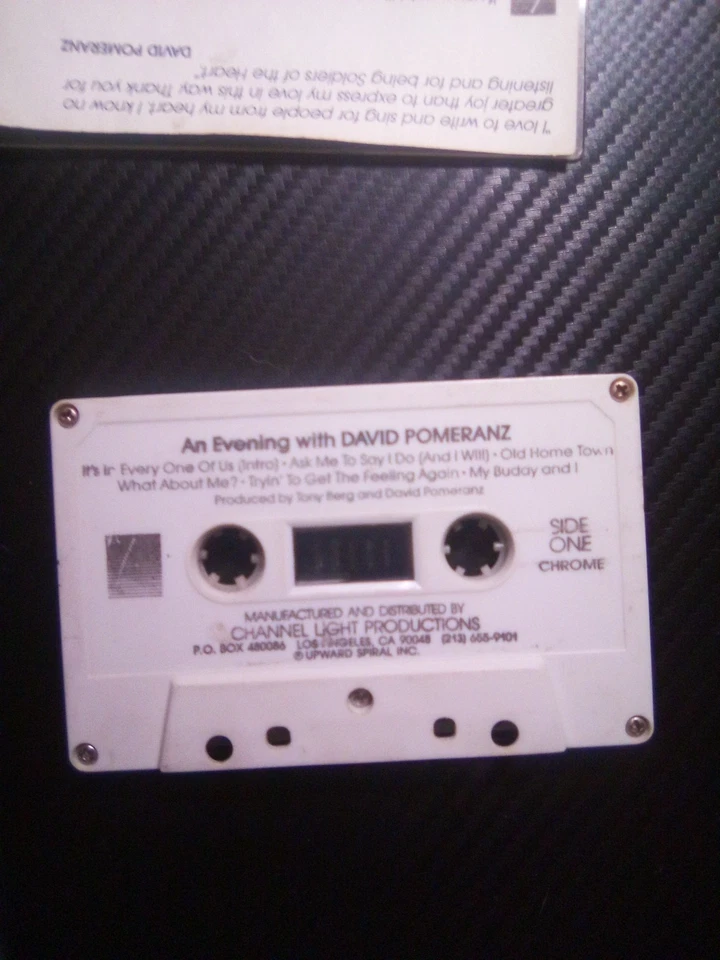 "I love to write and sing for people from my heart. I know no
greater joy than to express my love in this way. Thank you for
listening and for being Soldiers of the Heart."
DAVID POMERANZ
An Evening with DAVID POMERANZ
It's In Every One Of Us (Intro) • Ask Me To Say I Do (And I Will) • Old Home Town
What About Me? • Tryin' To Get The Feeling Again • My Buday and I
Produced by Tony Berg and David Pomeranz
SIDE
ONE
CHROME
MANUFACTURED AND DISTRIBUTED BY
CHANNEL LIGHT PRODUCTIONS
P.O. BOX 480086 LOS ANGELES, CA 90048 (213) 655-9101
℗ UPWARD SPIRAL INC.